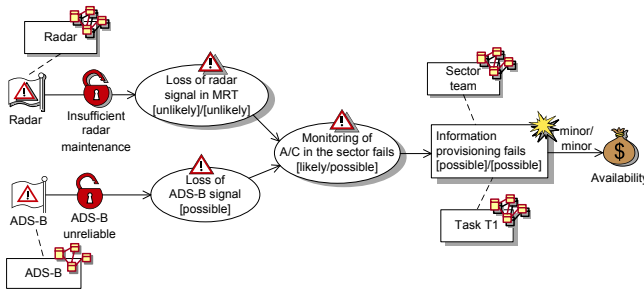 Radar
Sector
team
Loss of radar
signal in MRT
[unlikely]/[unlikely]
Radar
Insufficient
radar
maintenance
Monitoring of
A/C in the sector fails
[likely/possible]
Information
provisioning fails
[possible]/[possible]
minor/
minor
$
Availability
Loss of
ADS-B signal
[possible]
ADS-B
ADS-B
unreliable
Task T1
ADS-B